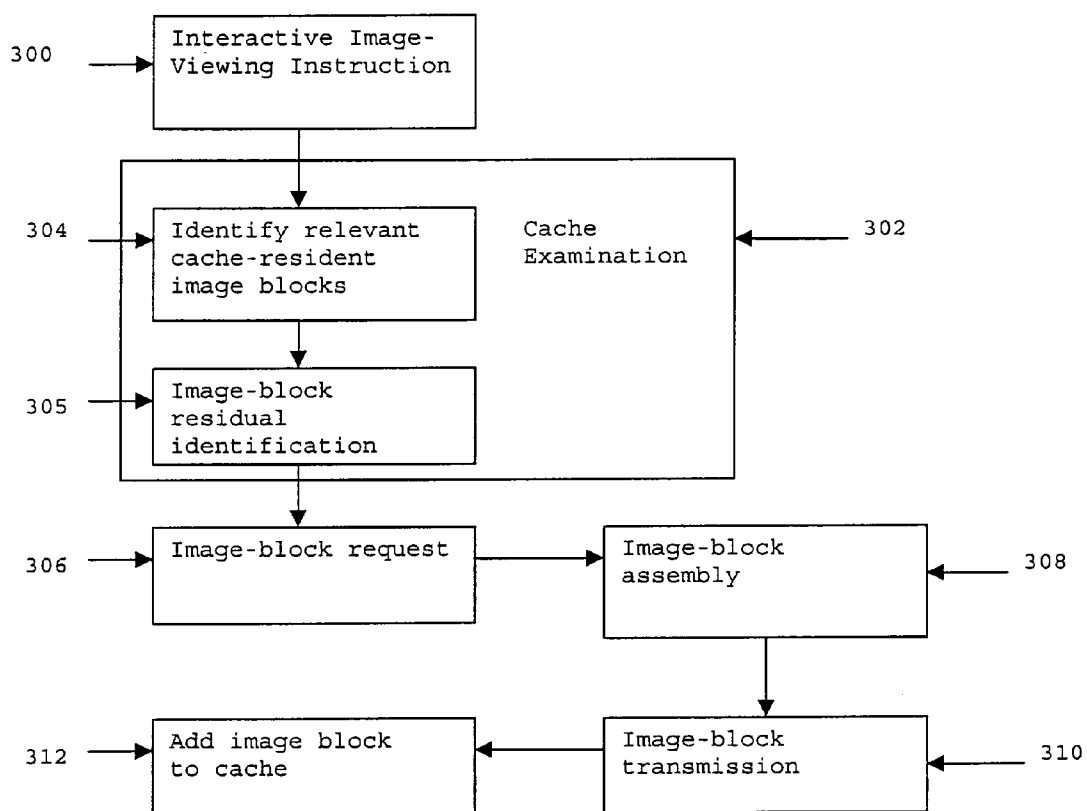 300
Interactive Image-
Viewing Instruction
304
Identify relevant
cache-resident
image blocks
Cache
Examination
302
305
Image-block
residual
identification
306
Image-block request
Image-block
assembly
308
312
Add image block
to cache
Image-block
transmission
310